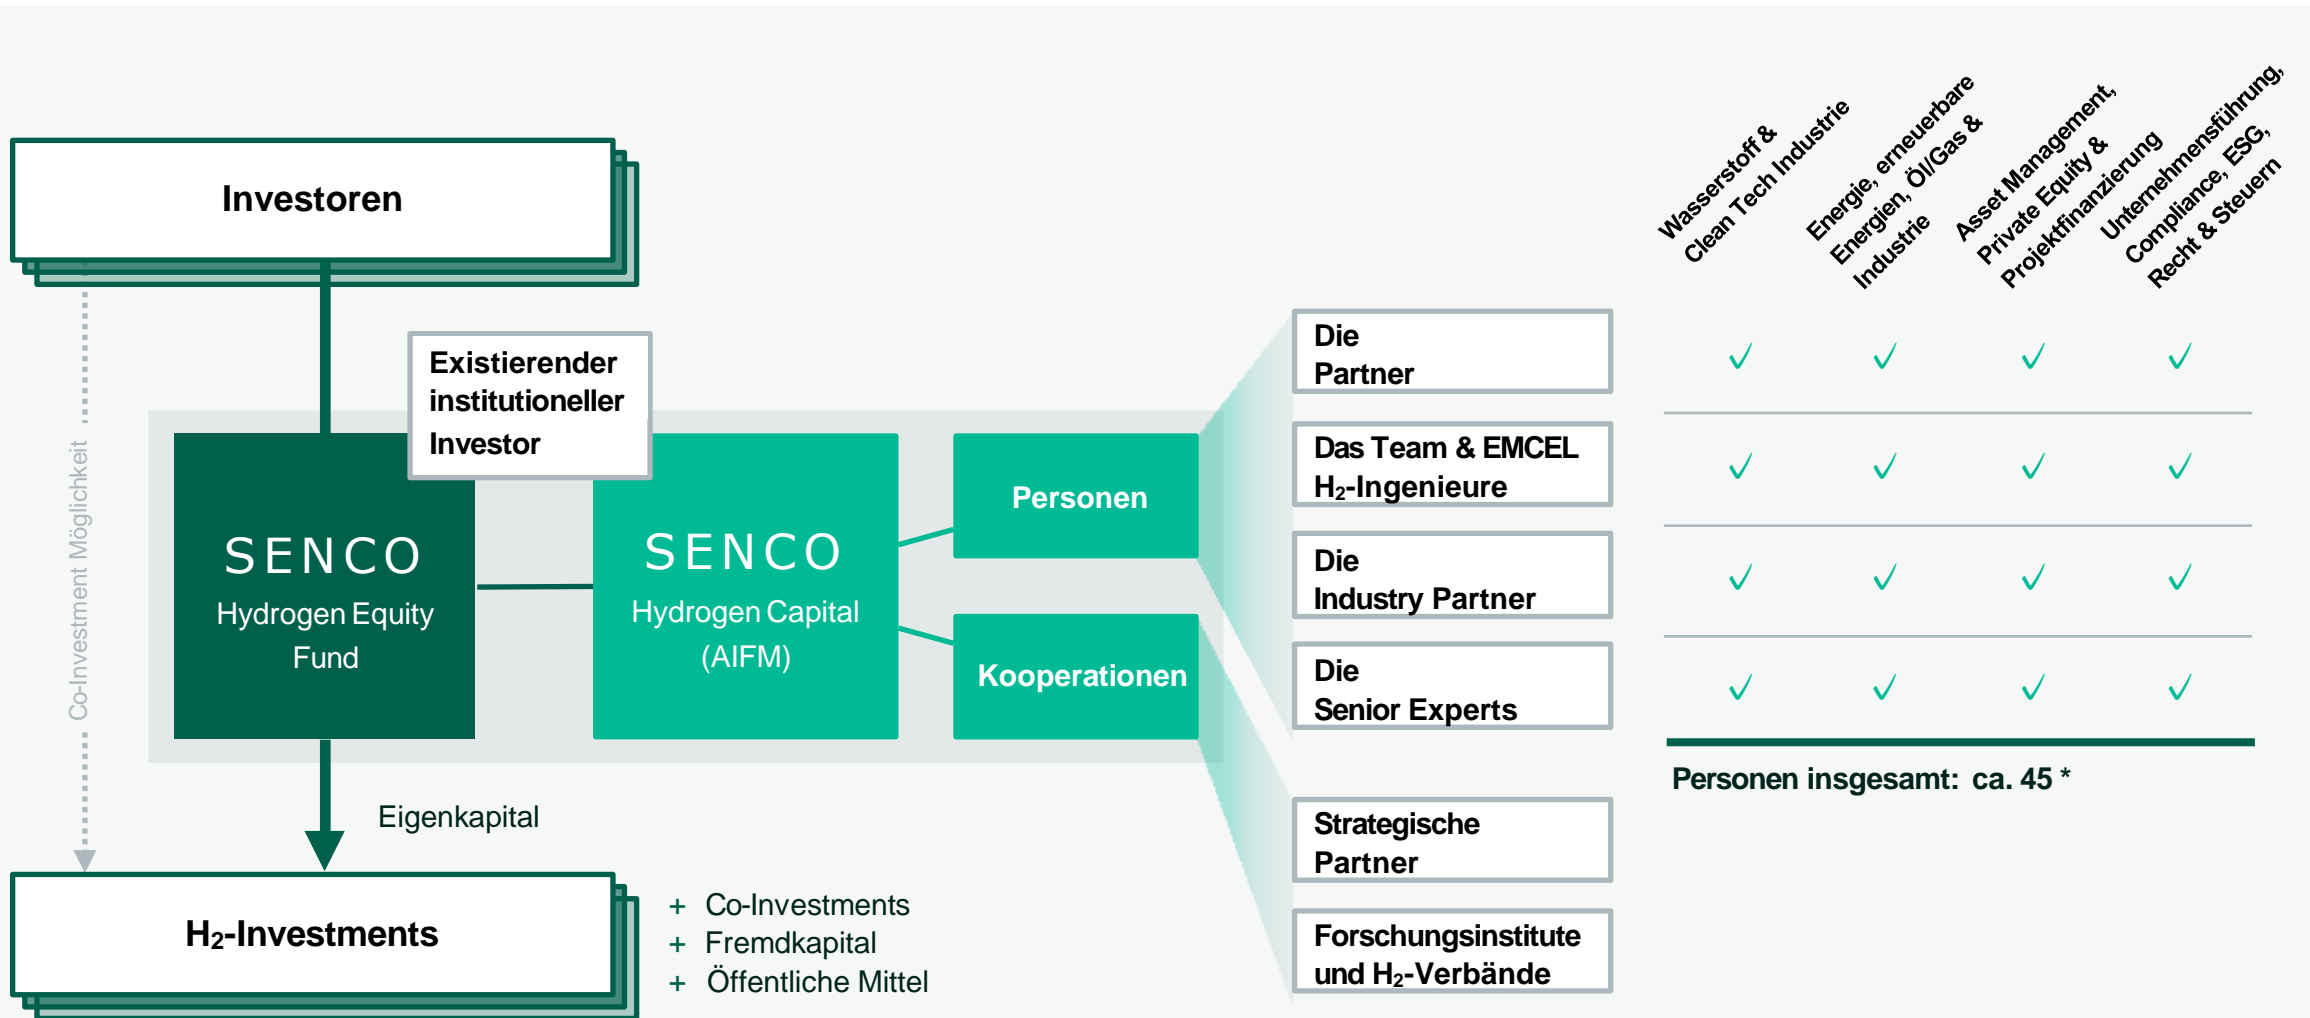 Investoren
Existierender
institutioneller
Investor
Co-Investment Möglichkeit
SENCO
Hydrogen Equity
Fund
SENCO
Hydrogen Capital
(AIFM)
Personen
Kooperationen
Eigenkapital
H₂-Investments
+ Co-Investments
+ Fremdkapital
+ Öffentliche Mittel
Die
Partner
Das Team & EMCEL
H₂-Ingenieure
Die
Industry Partner
Die
Senior Experts
Strategische
Partner
Forschungsinstitute
und H₂-Verbände
Wasserstoff &
Clean Tech Industrie
Energie, erneuerbare
Energien, Öl/Gas &
Industrie
Asset Management,
Private Equity &
Projektfinanzierung
Unternehmensführung,
Compliance, ESG,
Recht & Steuern
✓ ✓ ✓ ✓
✓ ✓ ✓ ✓
✓ ✓ ✓ ✓
✓ ✓ ✓ ✓
Personen insgesamt: ca. 45 *